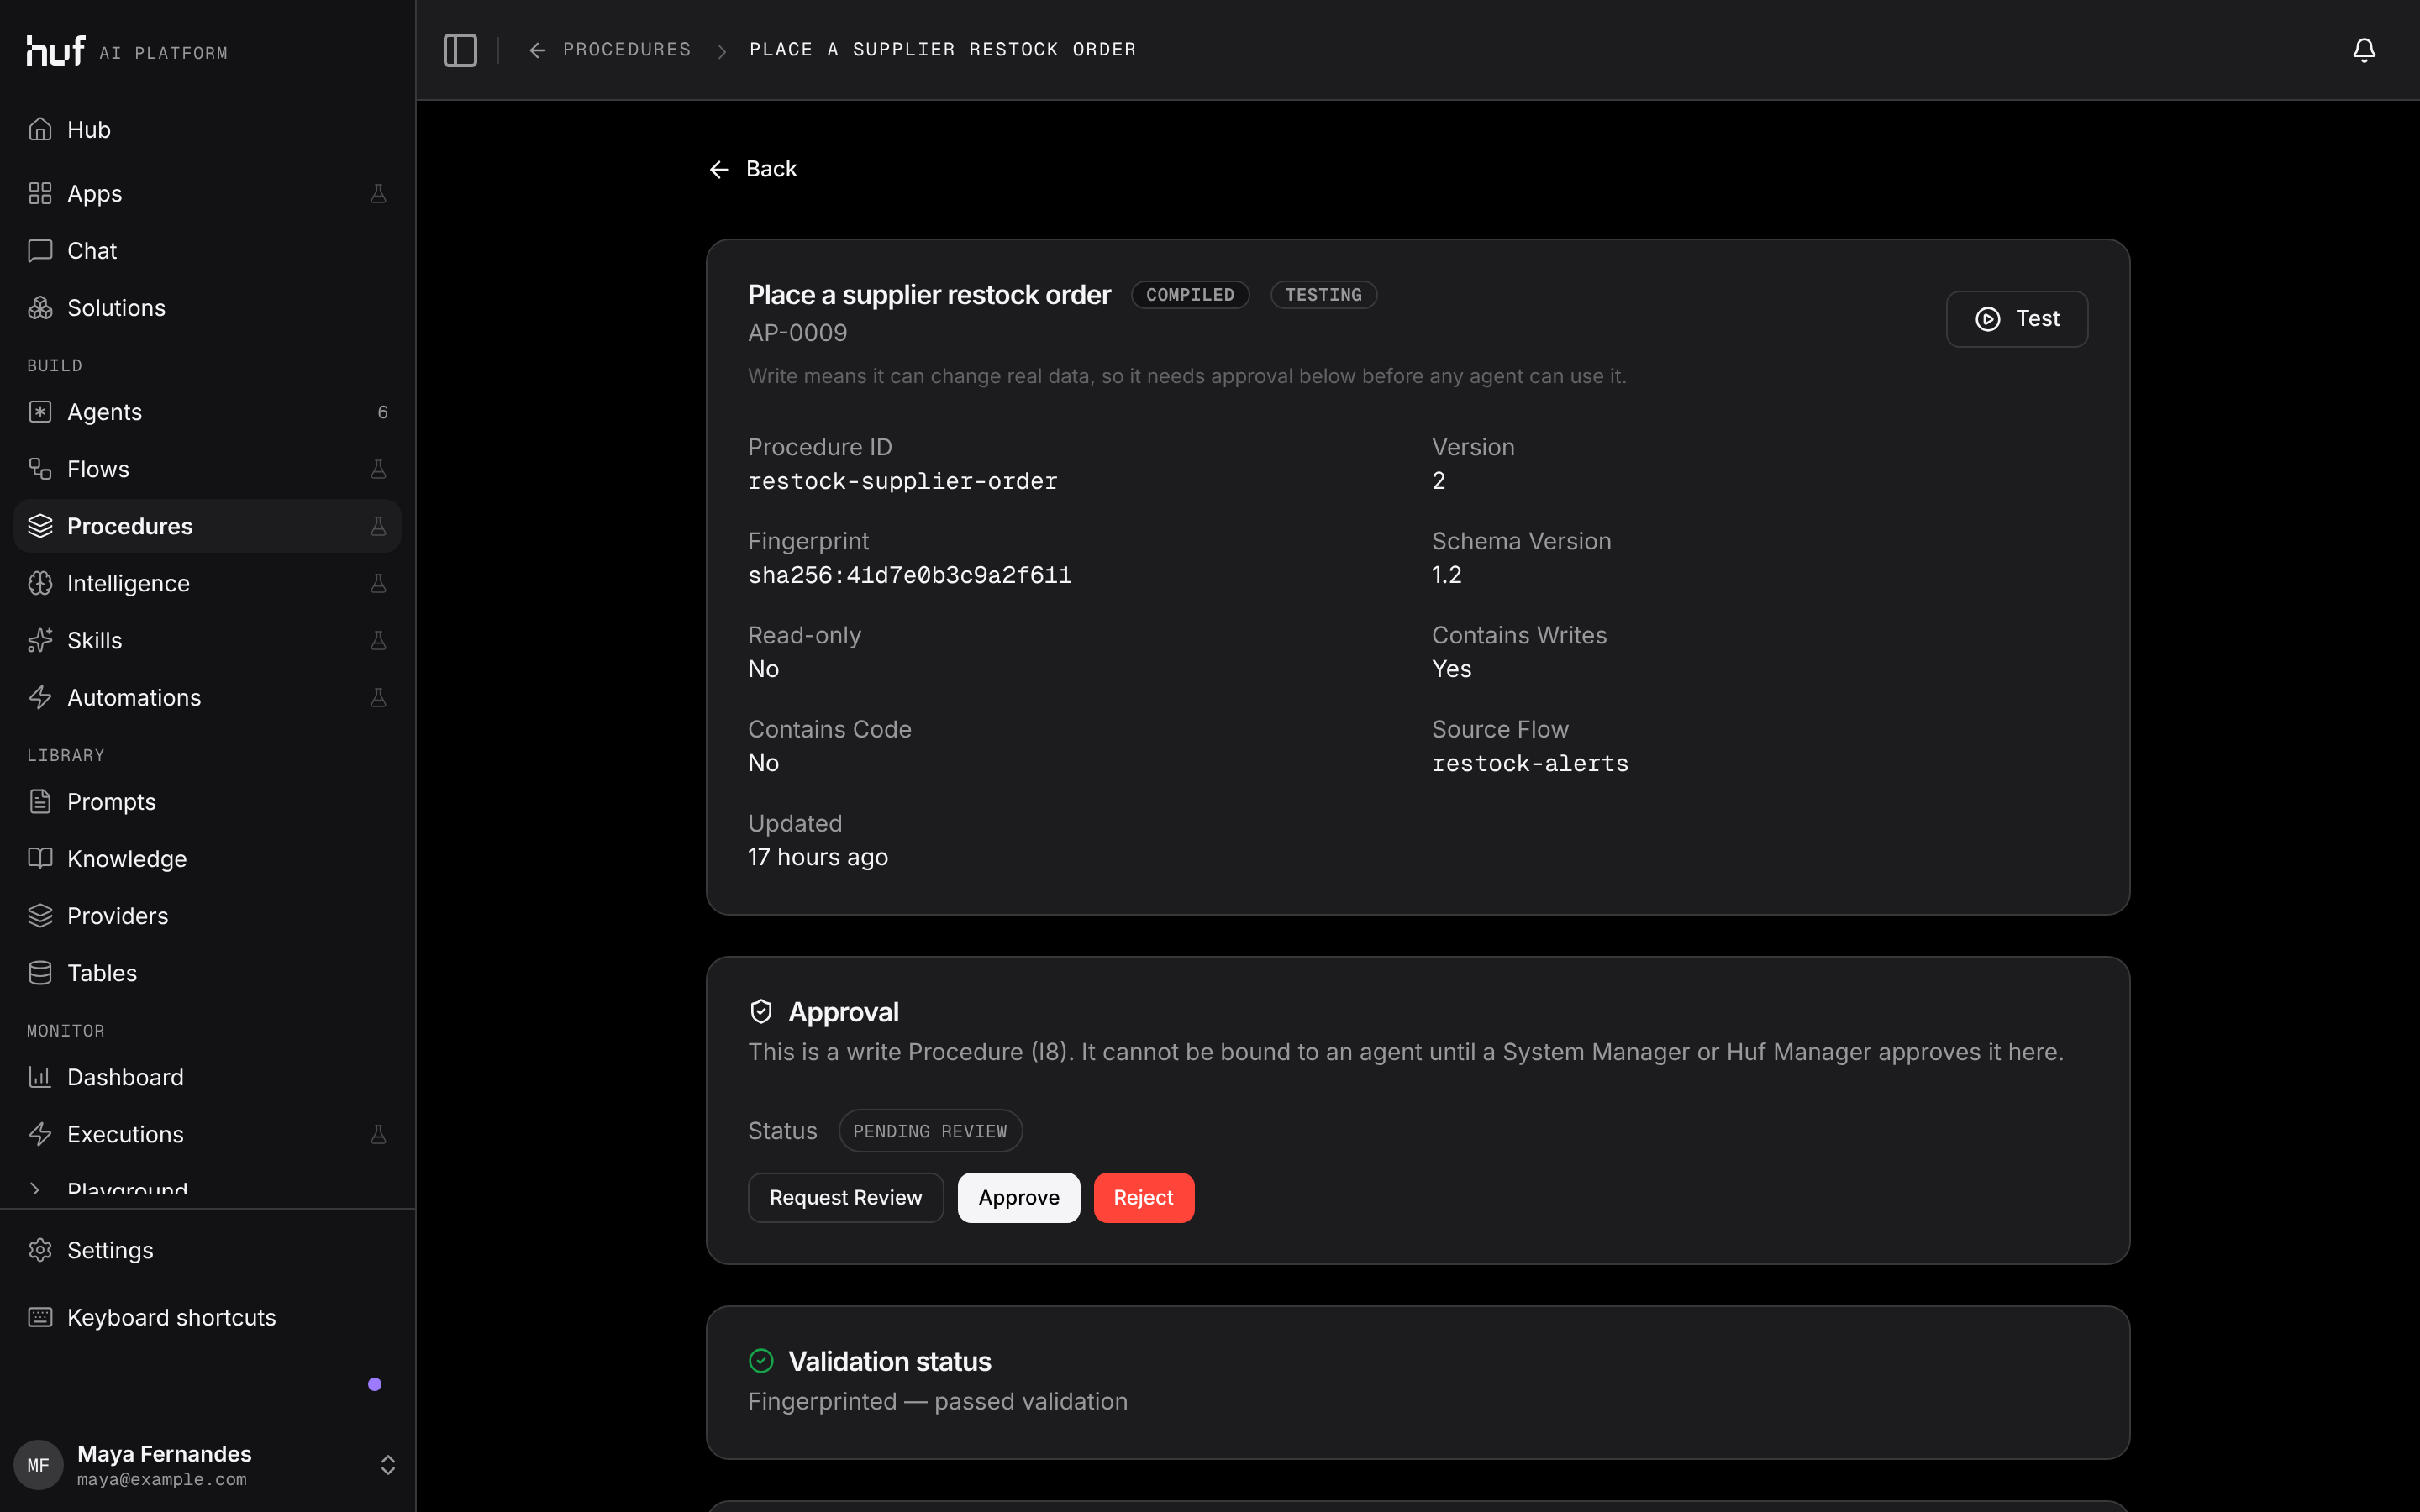 huf AI PLATFORM
Hub
Apps
Chat
Solutions
BUILD
Agents 6
Flows
Procedures
Intelligence
Skills
Automations
LIBRARY
Prompts
Knowledge
Providers
Tables
MONITOR
Dashboard
Executions
Playground
Settings
Keyboard shortcuts
MF
Maya Fernandes
maya@example.com
PROCEDURES > PLACE A SUPPLIER RESTOCK ORDER
Back
Place a supplier restock order COMPILED TESTING
AP-0009
Write means it can change real data, so it needs approval below before any agent can use it.
Test
Procedure ID
restock-supplier-order
Version
2
Fingerprint
sha256:41d7e0b3c9a2f611
Schema Version
1.2
Read-only
No
Contains Writes
Yes
Contains Code
No
Source Flow
restock-alerts
Updated
17 hours ago
Approval
This is a write Procedure (I8). It cannot be bound to an agent until a System Manager or Huf Manager approves it here.
Status PENDING REVIEW
Request Review Approve Reject
Validation status
Fingerprinted — passed validation